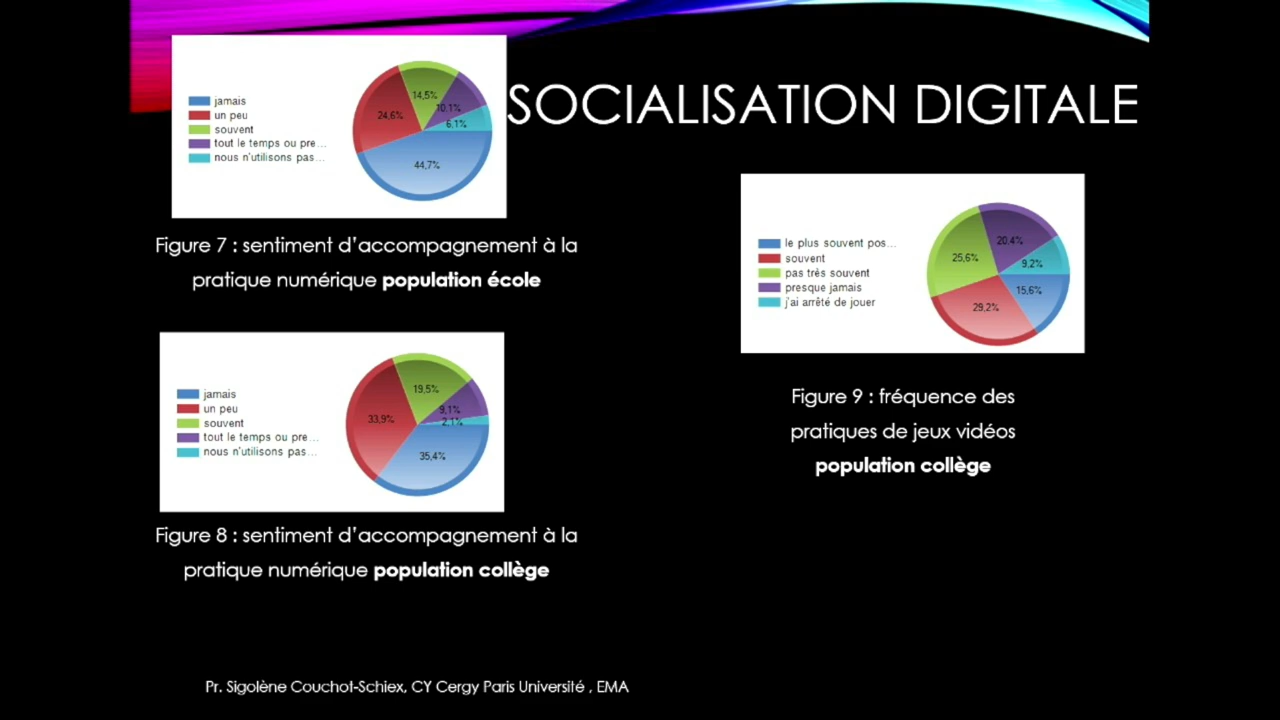 SOCIALISATION DIGITALE
jamais
un peu
souvent
tout le temps ou pre...
nous n'utilisons pas...
14,5%
10,1%
24,6%
6,1%
44,7%
Figure 7 : sentiment d'accompagnement à la
pratique numérique population école
jamais
un peu
souvent
tout le temps ou pre...
nous n'utilisons pas...
19,5%
9,1%
33,9%
2,1%
35,4%
Figure 8 : sentiment d'accompagnement à la
pratique numérique population collège
le plus souvent pos...
souvent
pas très souvent
presque jamais
j'ai arrêté de jouer
20,4%
25,6%
9,2%
15,6%
29,2%
Figure 9 : fréquence des
pratiques de jeux vidéos
population collège
Pr. Sigolène Couchot-Schiex, CY Cergy Paris Université , EMA